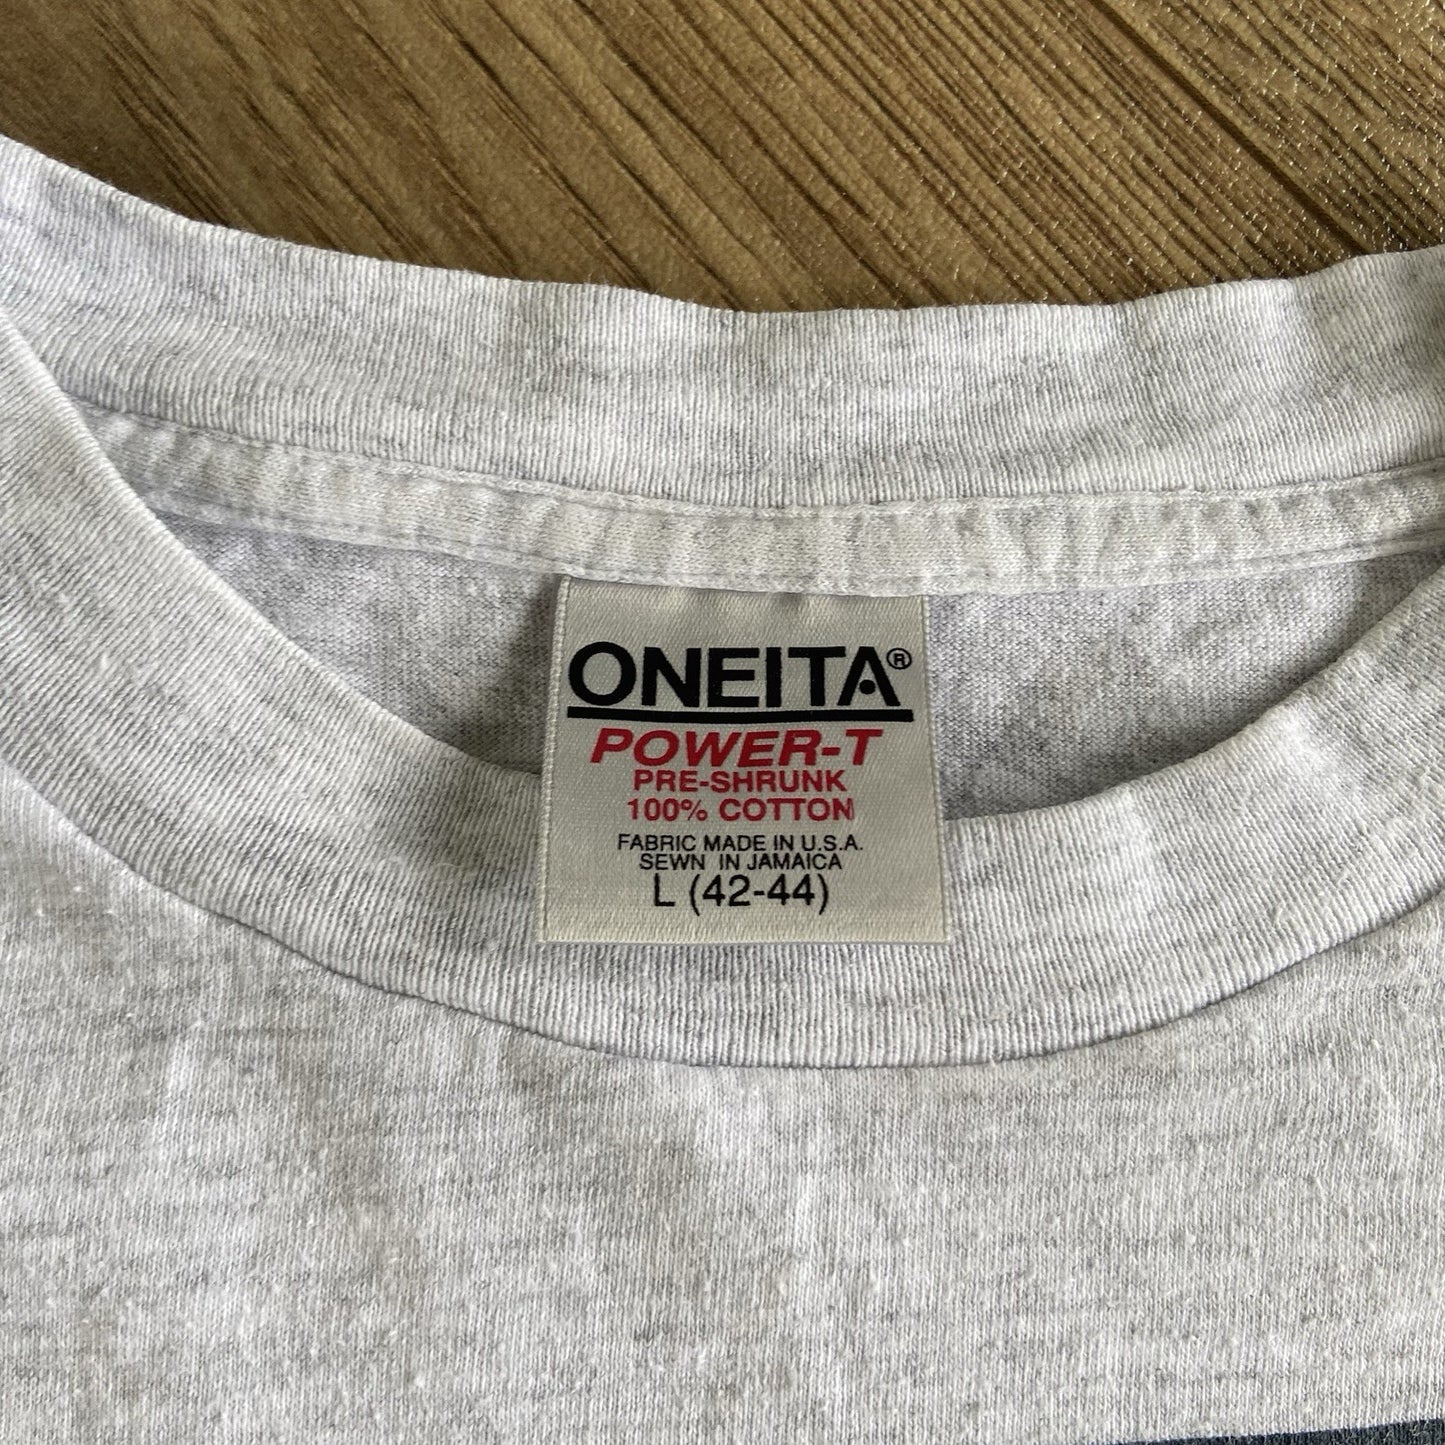 ONEITA®
POWER-T
PRE-SHRUNK
100% COTTON
FABRIC MADE IN U.S.A.
SEWN IN JAMAICA
L (42-44)